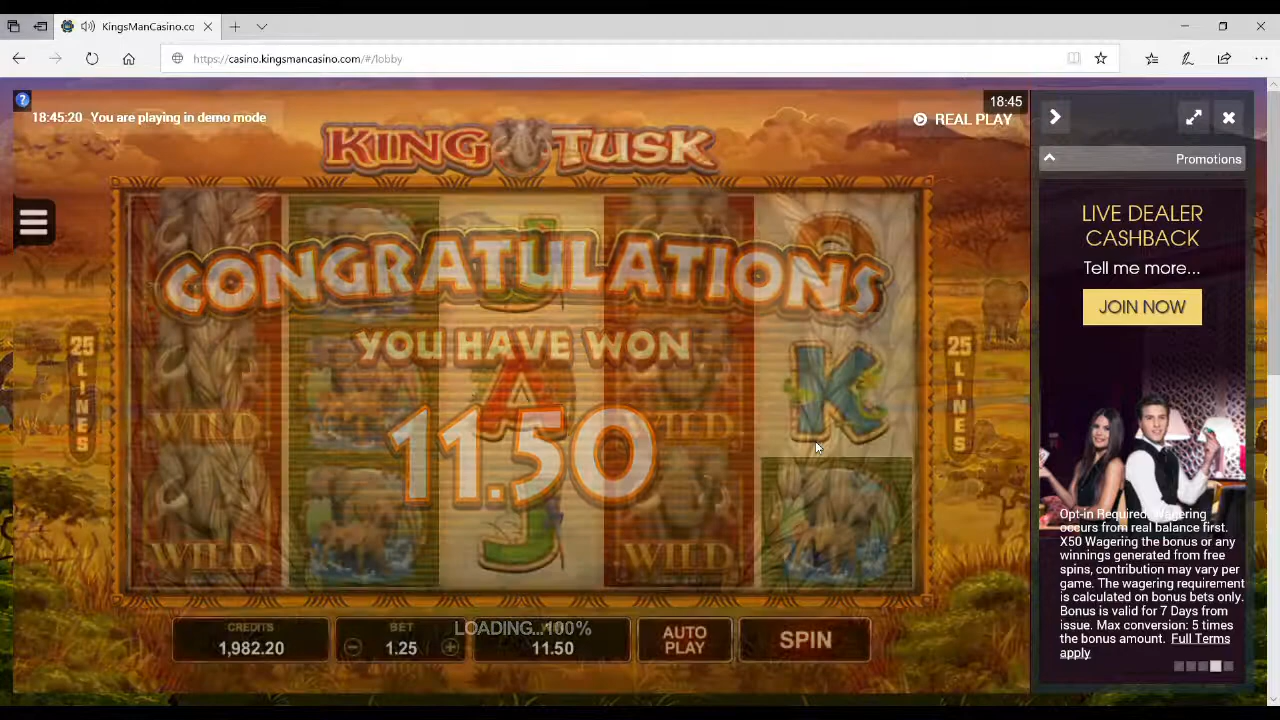 KingsManCasino.co
https://casino.kingsmancasino.com/#/lobby
18:45
18:45:20 You are playing in demo mode
REAL PLAY
KING TUSK
Promotions
CONGRATULATIONS
YOU HAVE WON
11.50
25 LINES
25 LINES
J
A
K
J
WILD
WILD
WILD
WILD
LIVE DEALER
CASHBACK
Tell me more...
JOIN NOW
Opt-in Required. Wagering
occurs from real balance first.
X50 Wagering the bonus or any
winnings generated from free
spins, contribution may vary per
game. The wagering requirement
is calculated on bonus bets only.
Bonus is valid for 7 Days from
issue. Max conversion: 5 times
the bonus amount. Full Terms
apply
CREDITS
1,982.20
BET
1.25
LOADING...100%
11.50
AUTO
PLAY
SPIN